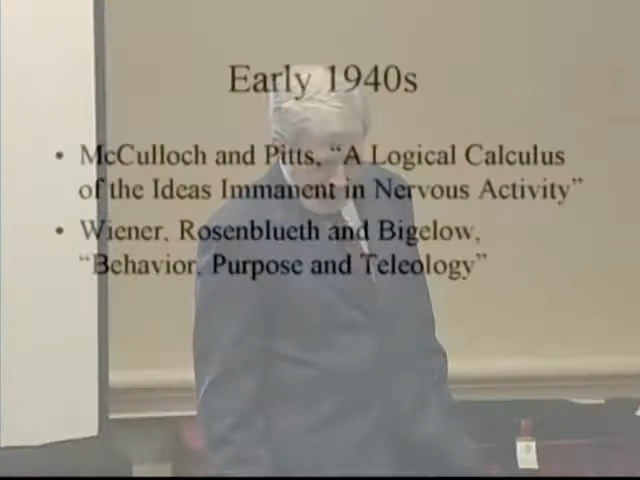 Early 1940s
• McCulloch and Pitts, “A Logical Calculus
of the Ideas Immanent in Nervous Activity”
• Wiener, Rosenblueth and Bigelow,
“Behavior, Purpose and Teleology”